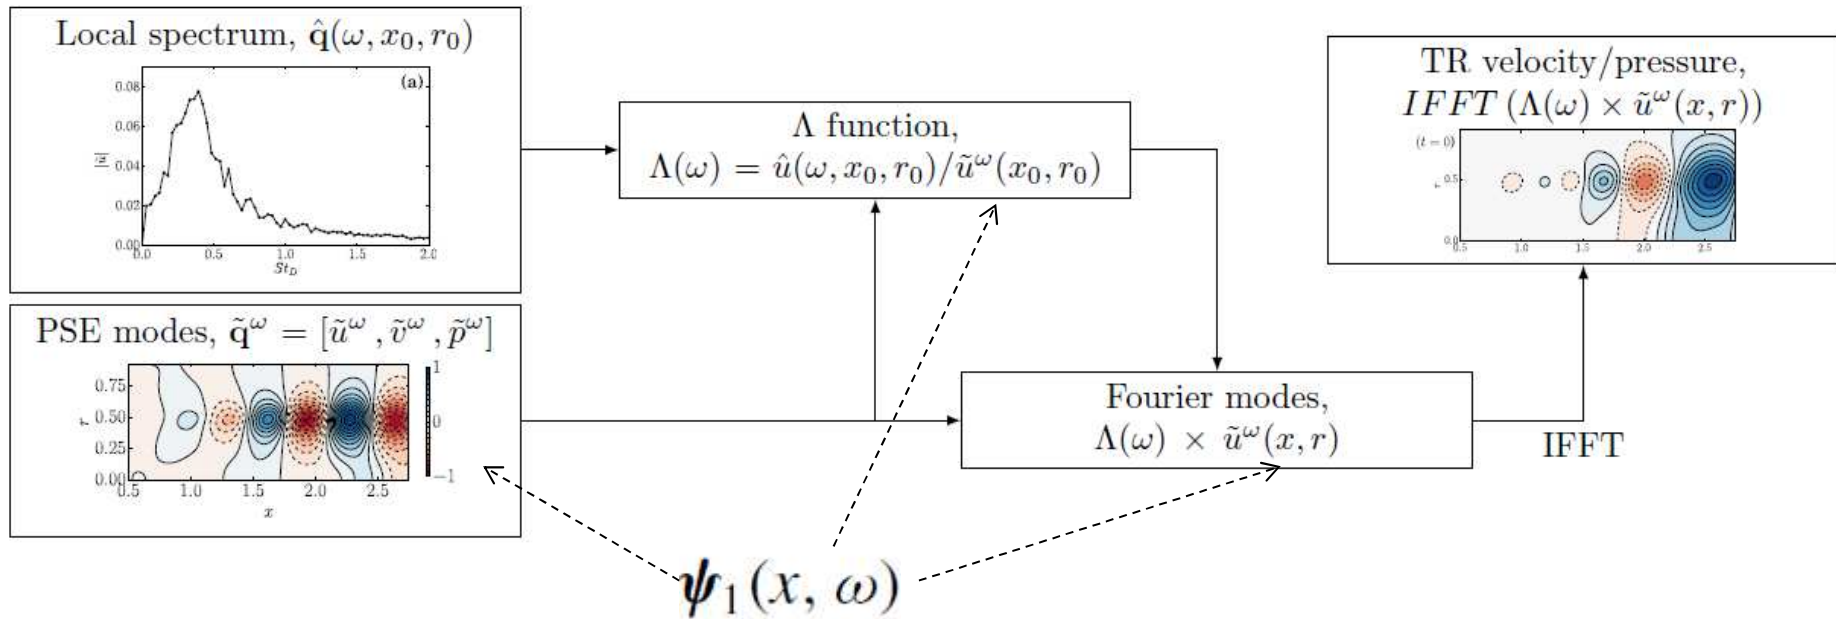 Local spectrum, q̂(ω, x₀, r₀)
(a)
0.08
0.06
0.04
0.02
0.00
|ũ|
0.0 0.5 1.0 1.5 2.0
St_D
PSE modes, q̃^ω = [ũ^ω, ṽ^ω, p̃^ω]
0.75
0.50
0.25
0.00
r
0.5 1.0 1.5 2.0 2.5
x
1
0
−1
Λ function,
Λ(ω) = û(ω, x₀, r₀)/ũ^ω(x₀, r₀)
Fourier modes,
Λ(ω) × ũ^ω(x, r)
IFFT
TR velocity/pressure,
IFFT (Λ(ω) × ũ^ω(x, r))
(t = 0)
r
0.5
0.0
0.5 1.0 1.5 2.0 2.5
ψ₁(x, ω)